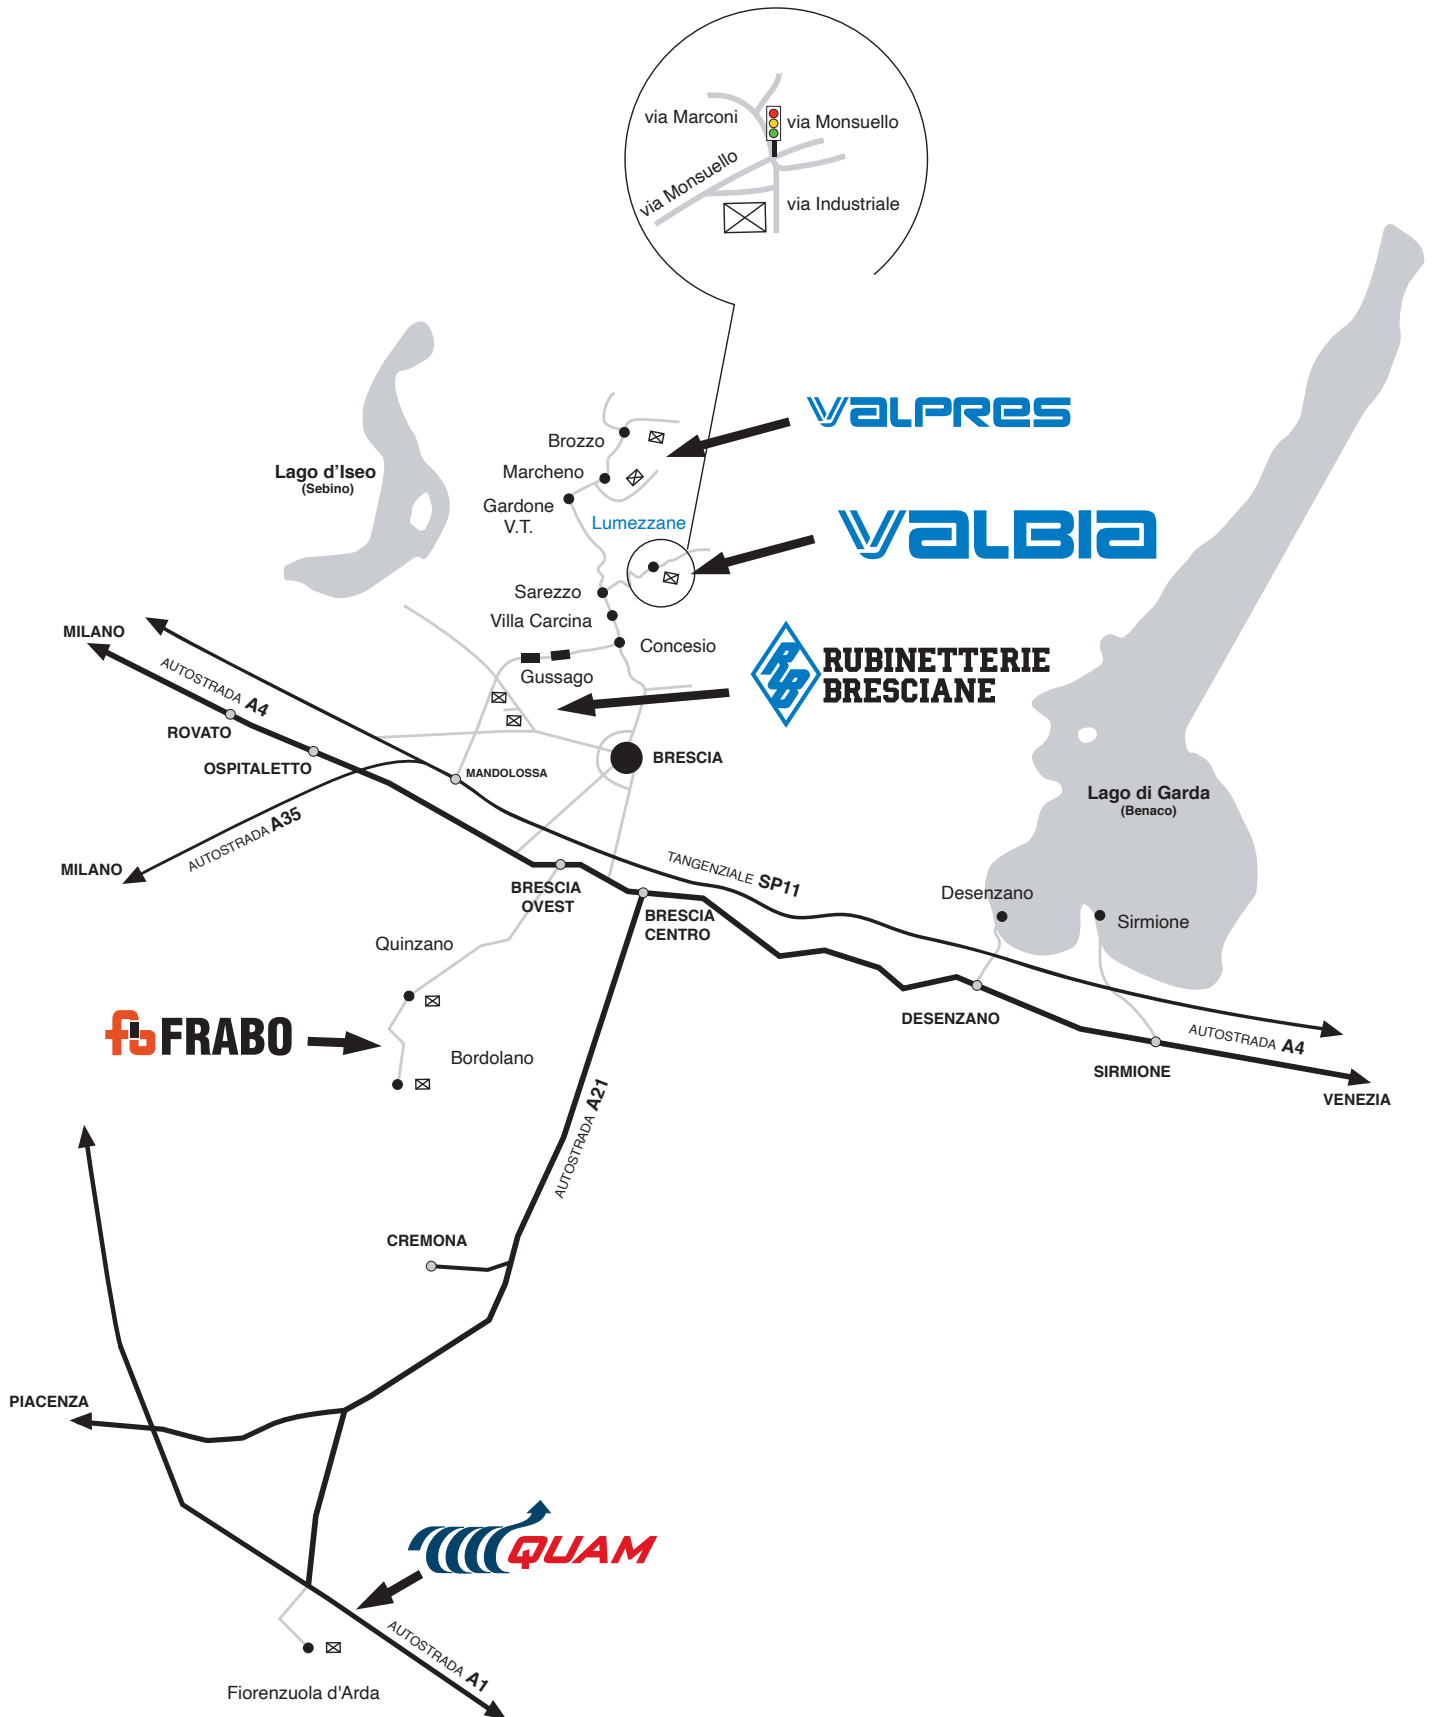 via Marconi
via Monsuello
via Monsuello
via Industriale
VALPRES
Brozzo
Lago d'Iseo
(Sebino)
Marcheno
Gardone
V.T.
Lumezzane
VALBIA
Sarezzo
Villa Carcina
MILANO
Concesio
RUBINETTERIE
BRESCIANE
RB
Gussago
AUTOSTRADA A4
ROVATO
OSPITALETTO
BRESCIA
MANDOLOSSA
Lago di Garda
(Benaco)
AUTOSTRADA A35
MILANO
TANGENZIALE SP11
BRESCIA
OVEST
Desenzano
BRESCIA
CENTRO
Sirmione
Quinzano
DESENZANO
fb FRABO
AUTOSTRADA A4
Bordolano
SIRMIONE
VENEZIA
AUTOSTRADA A21
CREMONA
PIACENZA
QUAM
AUTOSTRADA A1
Fiorenzuola d'Arda